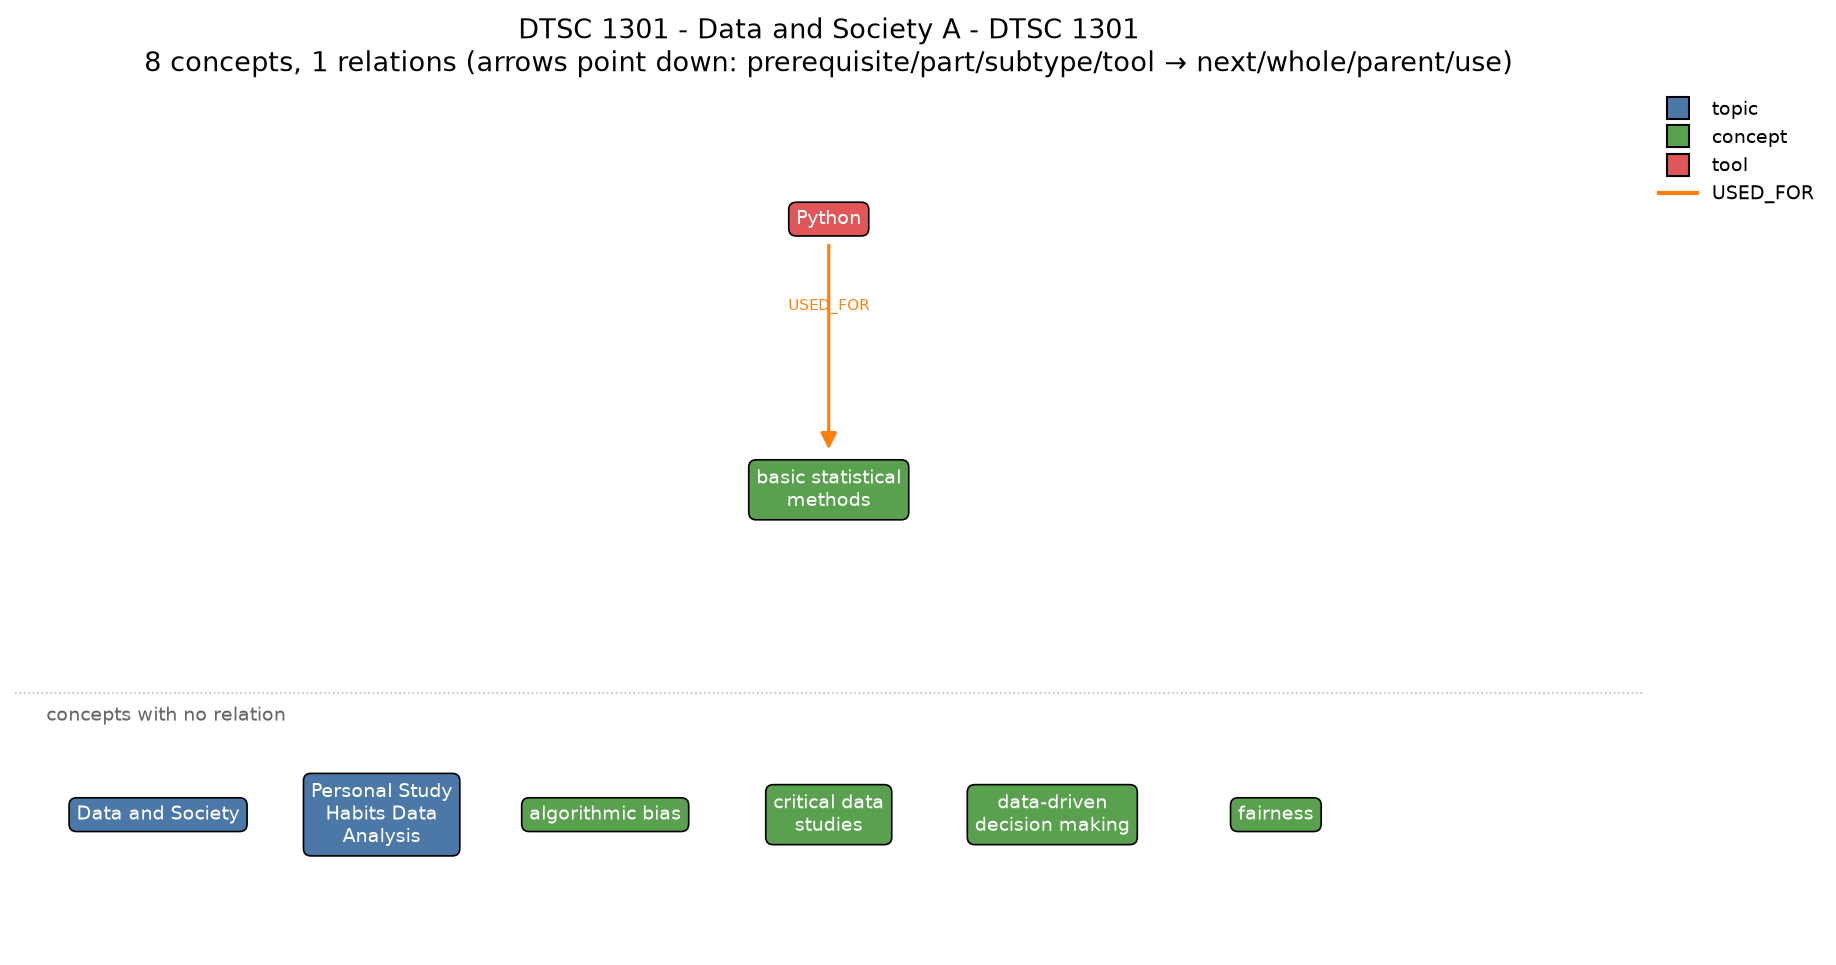 DTSC 1301 - Data and Society A - DTSC 1301
8 concepts, 1 relations (arrows point down: prerequisite/part/subtype/tool → next/whole/parent/use)
topic
concept
tool
USED_FOR
Python
USED_FOR
basic statistical
methods
concepts with no relation
Data and Society
Personal Study
Habits Data
Analysis
algorithmic bias
critical data
studies
data-driven
decision making
fairness